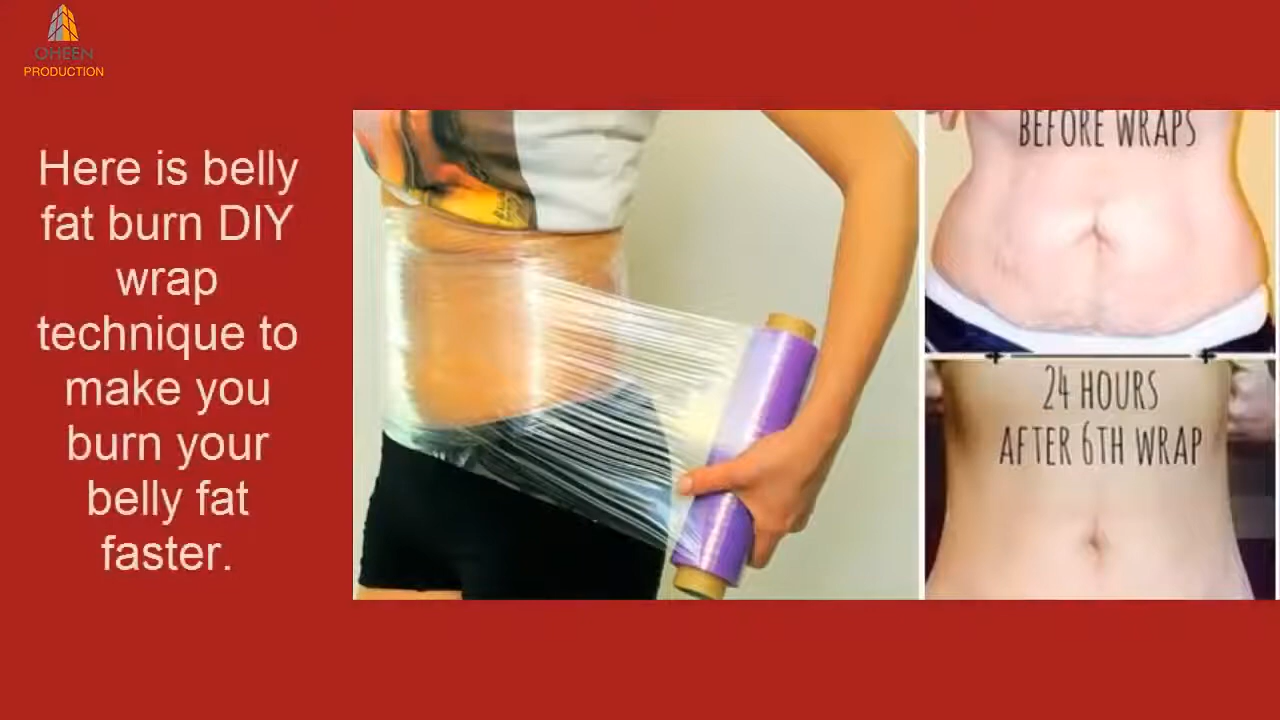 OHEEN
PRODUCTION
Here is belly
fat burn DIY
wrap
technique to
make you
burn your
belly fat
faster.
BEFORE WRAPS
24 HOURS
AFTER 6TH WRAP